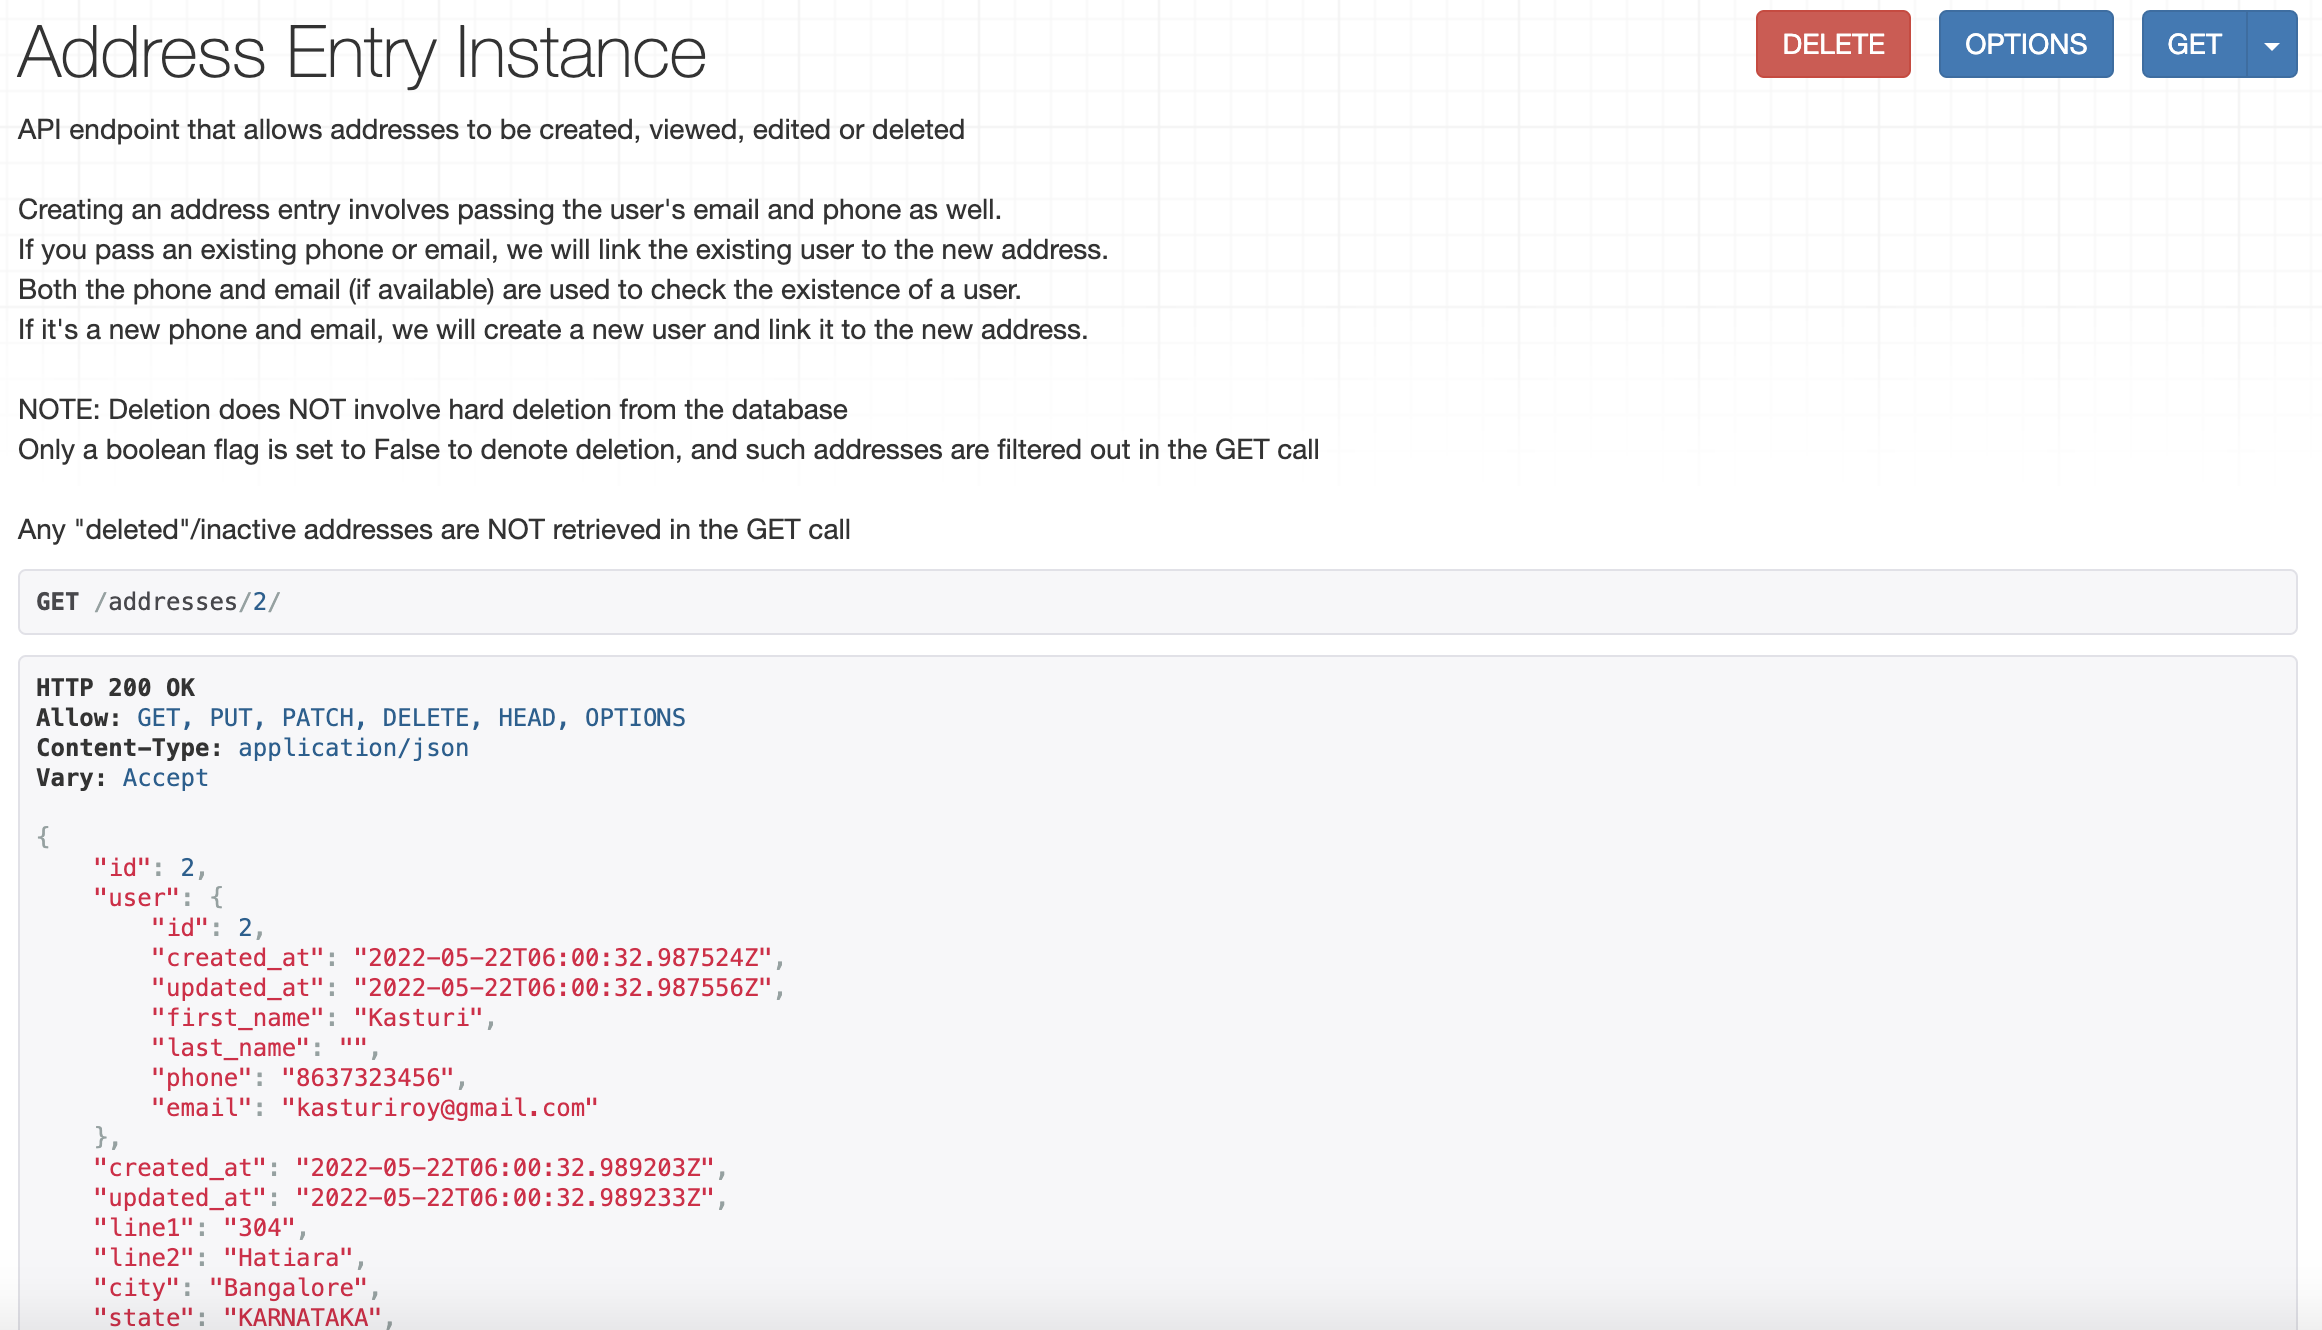 Address Entry Instance
DELETE
OPTIONS
GET
API endpoint that allows addresses to be created, viewed, edited or deleted
Creating an address entry involves passing the user's email and phone as well.
If you pass an existing phone or email, we will link the existing user to the new address.
Both the phone and email (if available) are used to check the existence of a user.
If it's a new phone and email, we will create a new user and link it to the new address.
NOTE: Deletion does NOT involve hard deletion from the database
Only a boolean flag is set to False to denote deletion, and such addresses are filtered out in the GET call
Any "deleted"/inactive addresses are NOT retrieved in the GET call
GET /addresses/2/
HTTP 200 OK
Allow: GET, PUT, PATCH, DELETE, HEAD, OPTIONS
Content-Type: application/json
Vary: Accept
{
    "id": 2,
    "user": {
        "id": 2,
        "created_at": "2022-05-22T06:00:32.987524Z",
        "updated_at": "2022-05-22T06:00:32.987556Z",
        "first_name": "Kasturi",
        "last_name": "",
        "phone": "8637323456",
        "email": "kasturiroy@gmail.com"
    },
    "created_at": "2022-05-22T06:00:32.989203Z",
    "updated_at": "2022-05-22T06:00:32.989233Z",
    "line1": "304",
    "line2": "Hatiara",
    "city": "Bangalore",
    "state": "KARNATAKA",